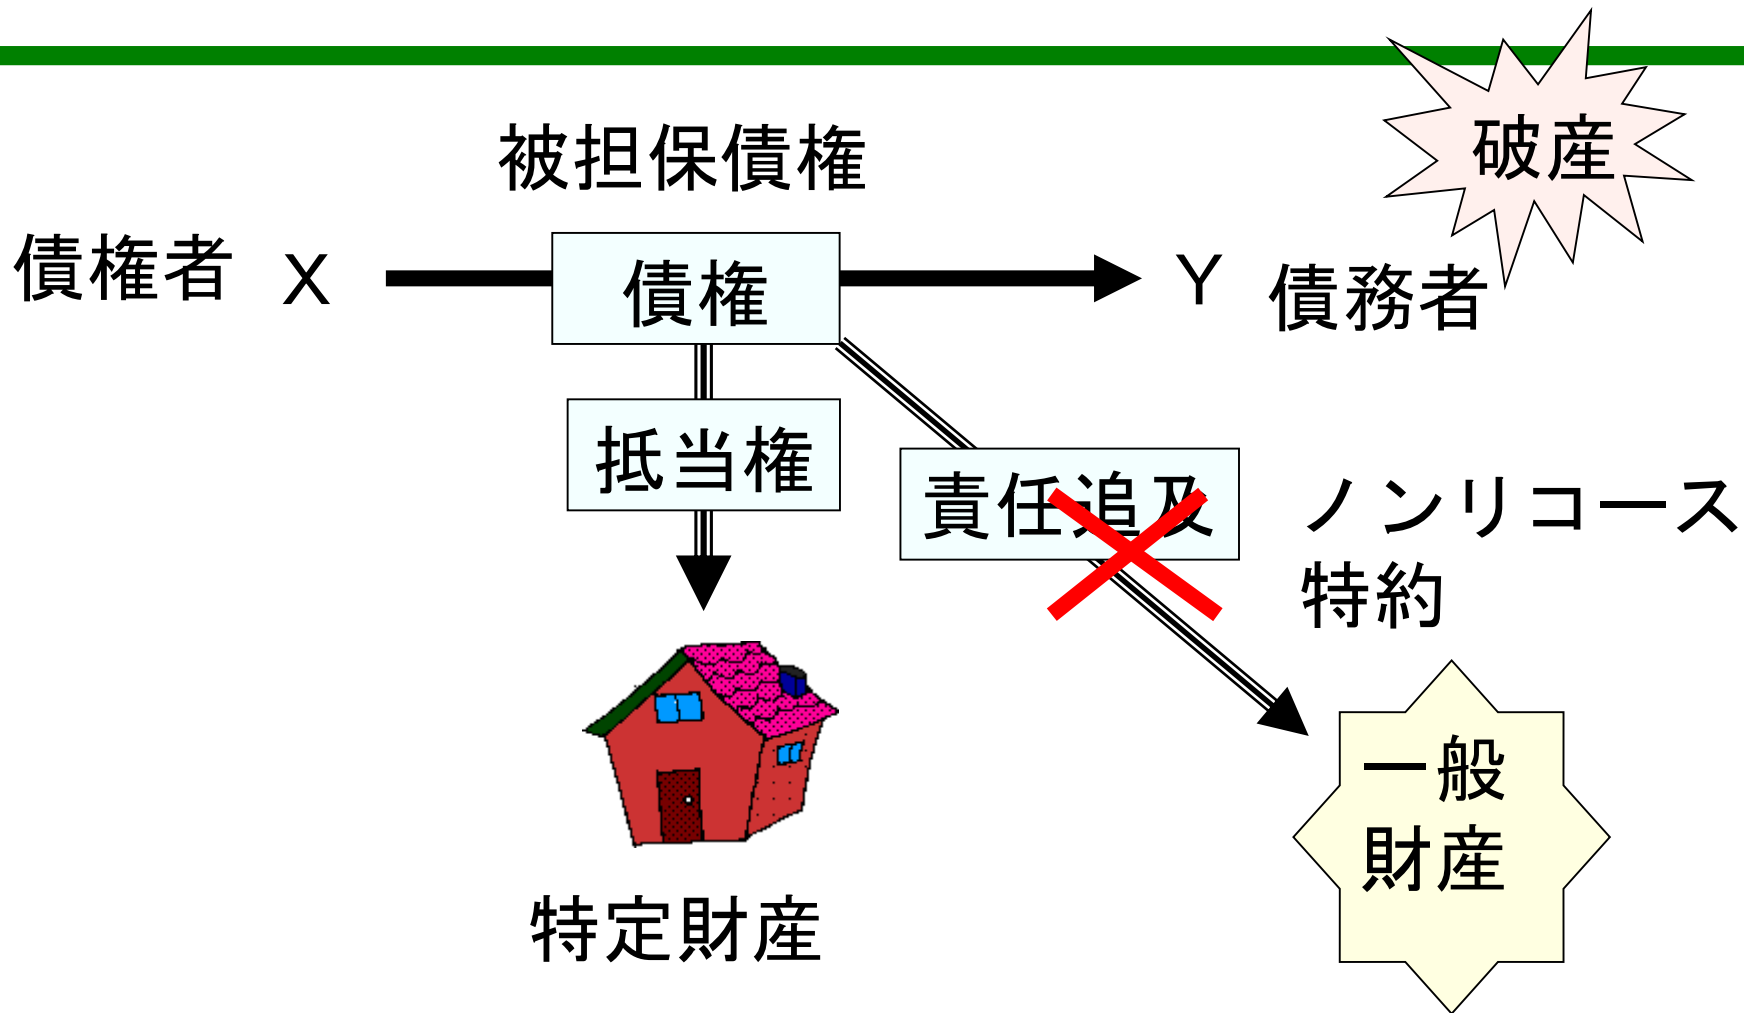 破産
被担保債権
債権者 X
債権
Y 債務者
抵当権
責任追及
ノンリコース
特約
一般
財産
特定財産